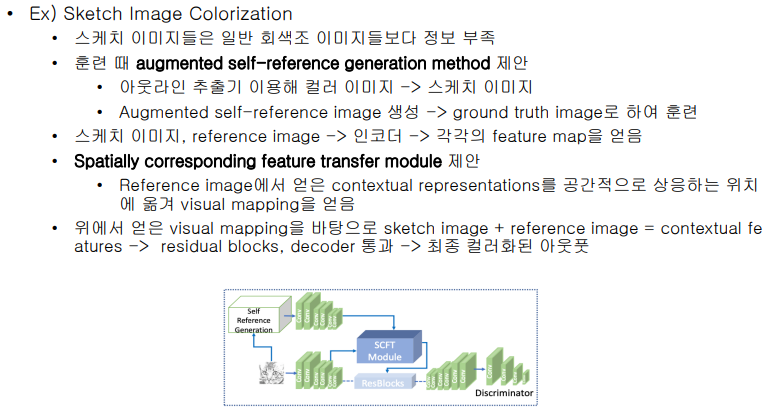 • Ex) Sketch Image Colorization
• 스케치 이미지들은 일반 회색조 이미지들보다 정보 부족
• 훈련 때 augmented self-reference generation method 제안
• 아웃라인 추출기 이용해 컬러 이미지 -> 스케치 이미지
• Augmented self-reference image 생성 -> ground truth image로 하여 훈련
• 스케치 이미지, reference image -> 인코더 -> 각각의 feature map을 얻음
• Spatially corresponding feature transfer module 제안
• Reference image에서 얻은 contextual representations를 공간적으로 상응하는 위치
에 옮겨 visual mapping을 얻음
• 위에서 얻은 visual mapping을 바탕으로 sketch image + reference image = contextual fe
atures -> residual blocks, decoder 통과 -> 최종 컬러화된 아웃풋
Self
Reference
Generation
SCFT
Module
ResBlocks
Discriminator